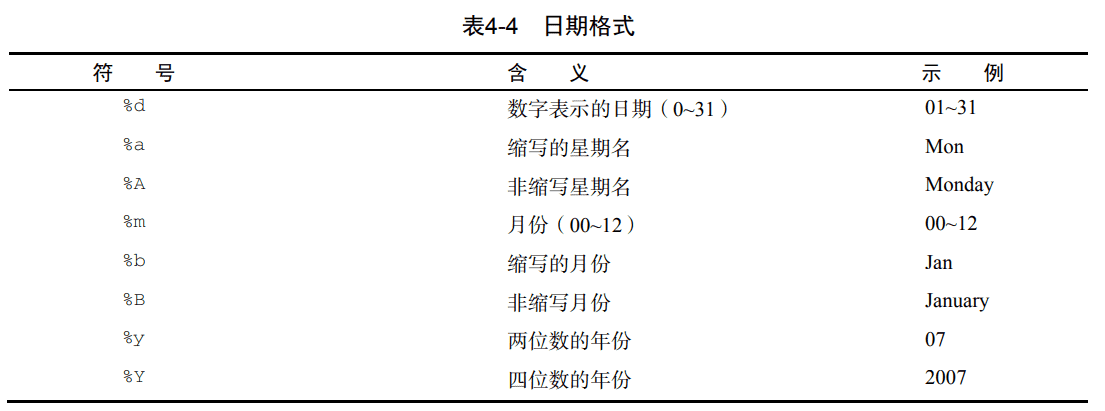 表4-4 日期格式
符 号 含 义 示 例
%d 数字表示的日期（0~31） 01~31
%a 缩写的星期名 Mon
%A 非缩写星期名 Monday
%m 月份（00~12） 00~12
%b 缩写的月份 Jan
%B 非缩写月份 January
%y 两位数的年份 07
%Y 四位数的年份 2007